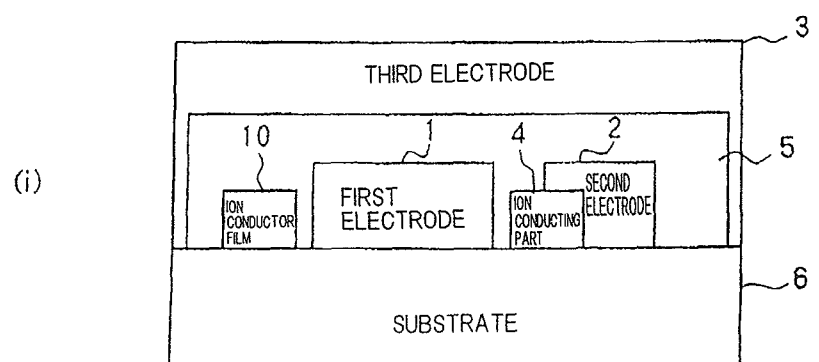 3
THIRD ELECTRODE
10
1
4
2
5
(i)
ION
CONDUCTOR
FILM
FIRST
ELECTRODE
ION
CONDUCTING
PART
SECOND
ELECTRODE
6
SUBSTRATE